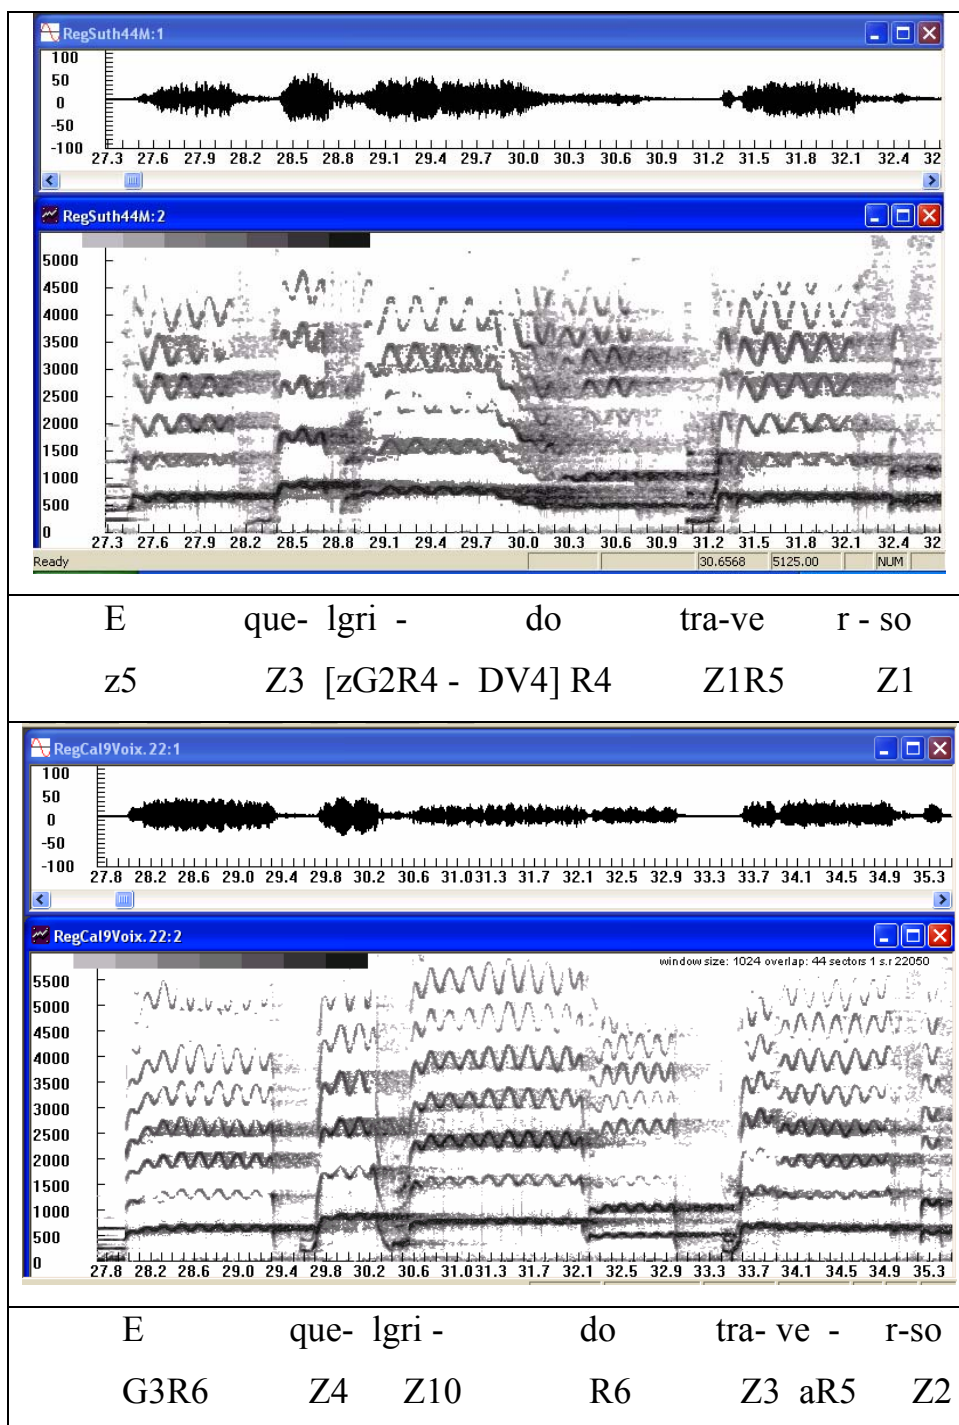 RegSuth44M:1
100
50
0
-50
-100
27.3 27.6 27.9 28.2 28.5 28.8 29.1 29.4 29.7 30.0 30.3 30.6 30.9 31.2 31.5 31.8 32.1 32.4 32
RegSuth44M:2
5000
4500
4000
3500
3000
2500
2000
1500
1000
500
0
27.3 27.6 27.9 28.2 28.5 28.8 29.1 29.4 29.7 30.0 30.3 30.6 30.9 31.2 31.5 31.8 32.1 32.4 32
Ready 30.6568 5125.00 NUM
E que- lgri - do tra-ve r - so
z5 Z3 [zG2R4 - DV4] R4 Z1R5 Z1
RegCal9Voix.22:1
100
50
0
-50
-100
27.8 28.2 28.6 29.0 29.4 29.8 30.2 30.6 31.0 31.3 31.7 32.1 32.5 32.9 33.3 33.7 34.1 34.5 34.9 35.3
RegCal9Voix.22:2
window size: 1024 overlap: 44 sectors 1 s.r 22050
5500
5000
4500
4000
3500
3000
2500
2000
1500
1000
500
0
27.8 28.2 28.6 29.0 29.4 29.8 30.2 30.6 31.0 31.3 31.7 32.1 32.5 32.9 33.3 33.7 34.1 34.5 34.9 35.3
E que- lgri - do tra- ve - r-so
G3R6 Z4 Z10 R6 Z3 aR5 Z2